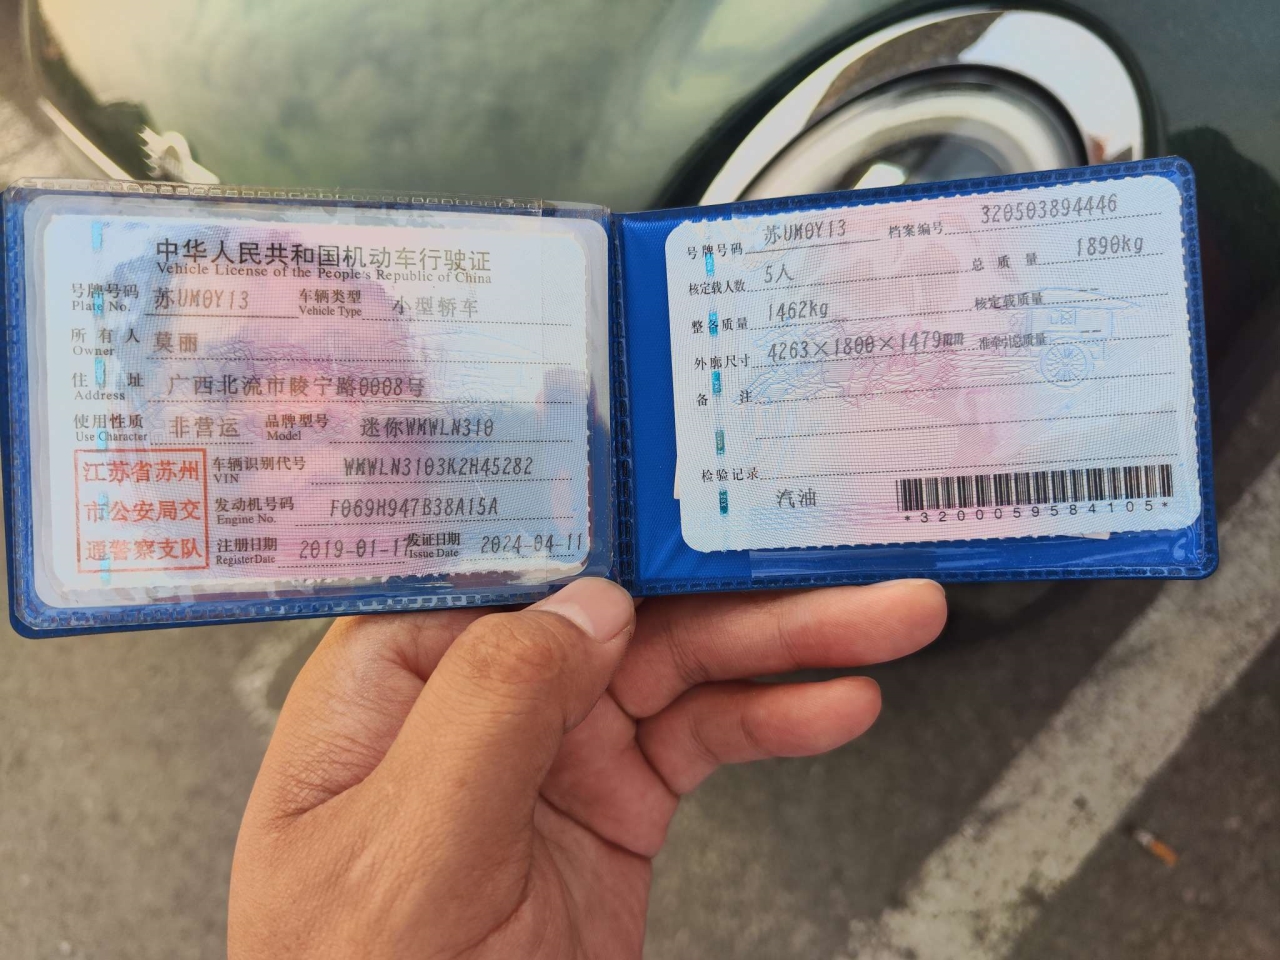 中华人民共和国机动车行驶证
Vehicle License of the People's Republic of China
号牌号码 苏UM0Y13 车辆类型 小型轿车
Plate No. Vehicle Type
所有人 莫丽
Owner
住址 广西北流市陵宁路0008号
Address
使用性质 非营运 品牌型号 迷你WMWLN310
Use Character Model
江苏省苏州
市公安局交
通警察支队
车辆识别代号 WMWLN3103K2H45282
VIN
发动机号码 F069H947B38A15A
Engine No.
注册日期 2019-01-17 发证日期 2024-04-11
Register Date Issue Date
号牌号码 苏UM0Y13 档案编号 320503894446
核定载人数 5人 总质量 1890kg
整备质量 1462kg 核定载质量 --
外廓尺寸 4263×1800×1479mm 准牵引总质量 --
备注
检验记录
汽油
*3200059584105*